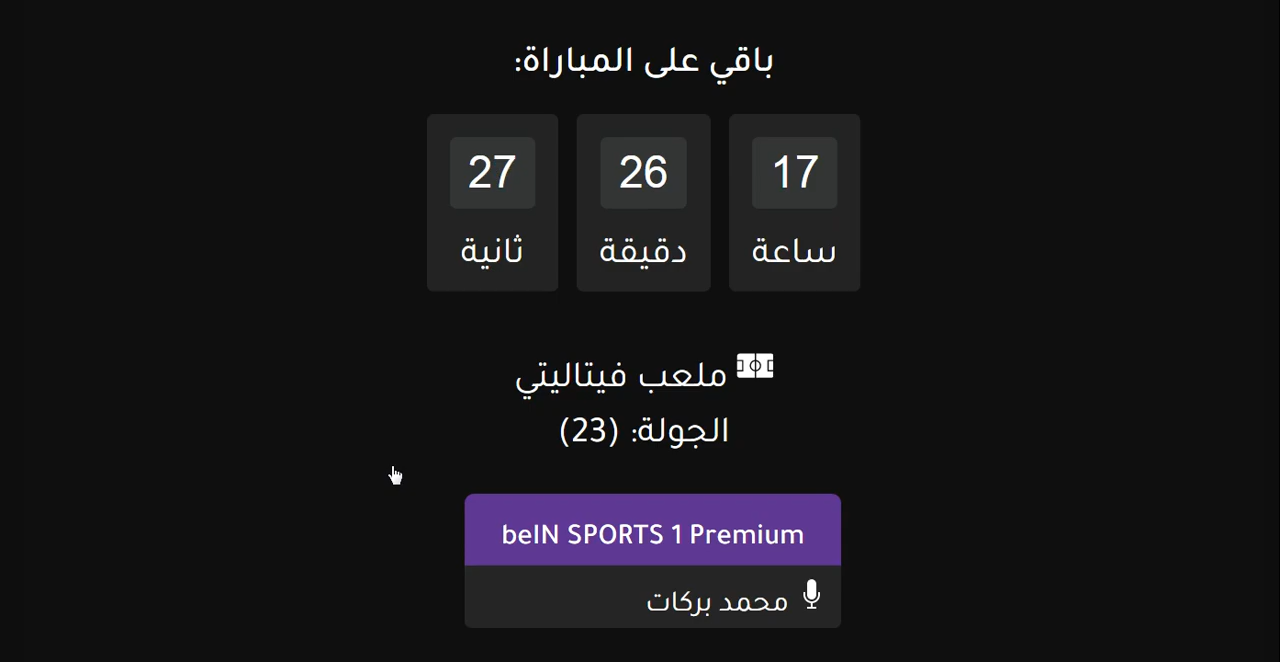 باقي على المباراة:
17 26 27
ساعة دقيقة ثانية
ملعب فيتاليتي
الجولة: (23)
beIN SPORTS 1 Premium
محمد بركات